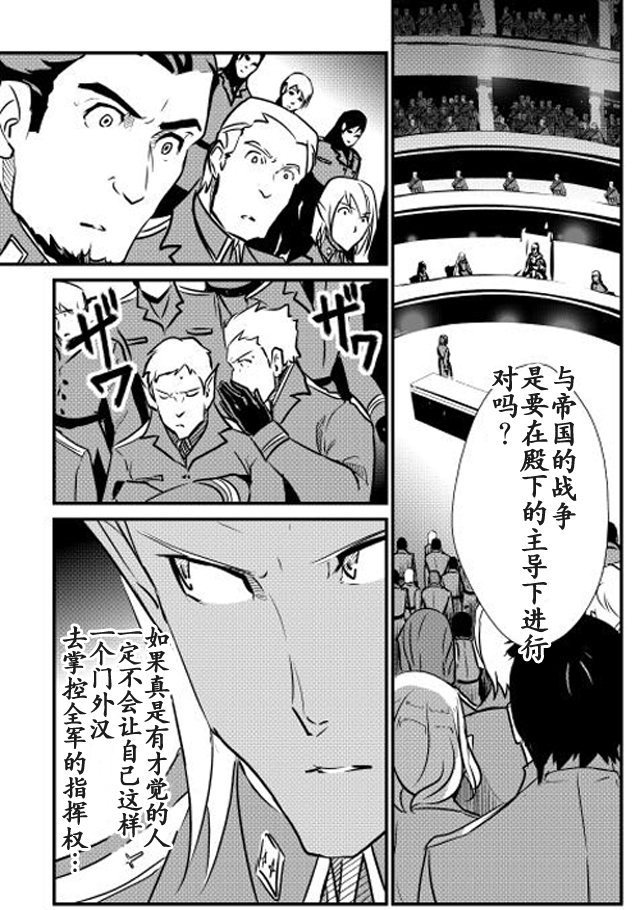 与帝国的战争
是要在殿下的主导下进行
对吗？
ザワ
ザワ
如果真是有才觉的人
一定不会让自己这样
一个门外汉
去掌控全军的指挥权…